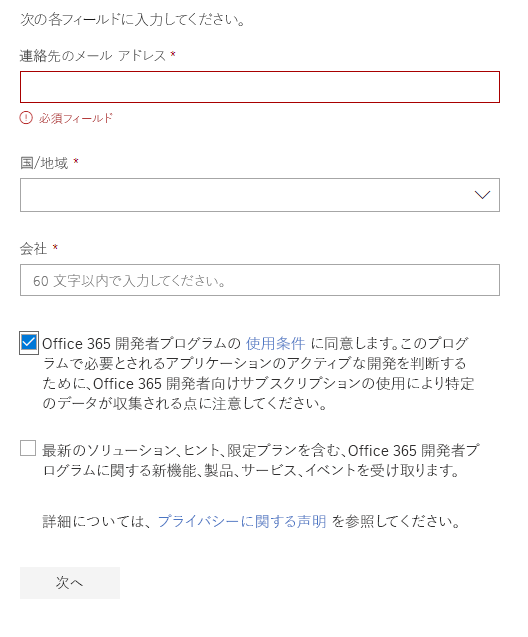 次の各フィールドに入力してください。
連絡先のメール アドレス *
必須フィールド
国/地域 *
会社 *
60 文字以内で入力してください。
Office 365 開発者プログラムの 使用条件 に同意します。このプログ
ラムで必要とされるアプリケーションのアクティブな開発を判断する
ために、Office 365 開発者向けサブスクリプションの使用により特定
のデータが収集される点に注意してください。
最新のソリューション、ヒント、限定プランを含む、Office 365 開発者プ
ログラムに関する新機能、製品、サービス、イベントを受け取ります。
詳細については、 プライバシーに関する声明 を参照してください。
次へ